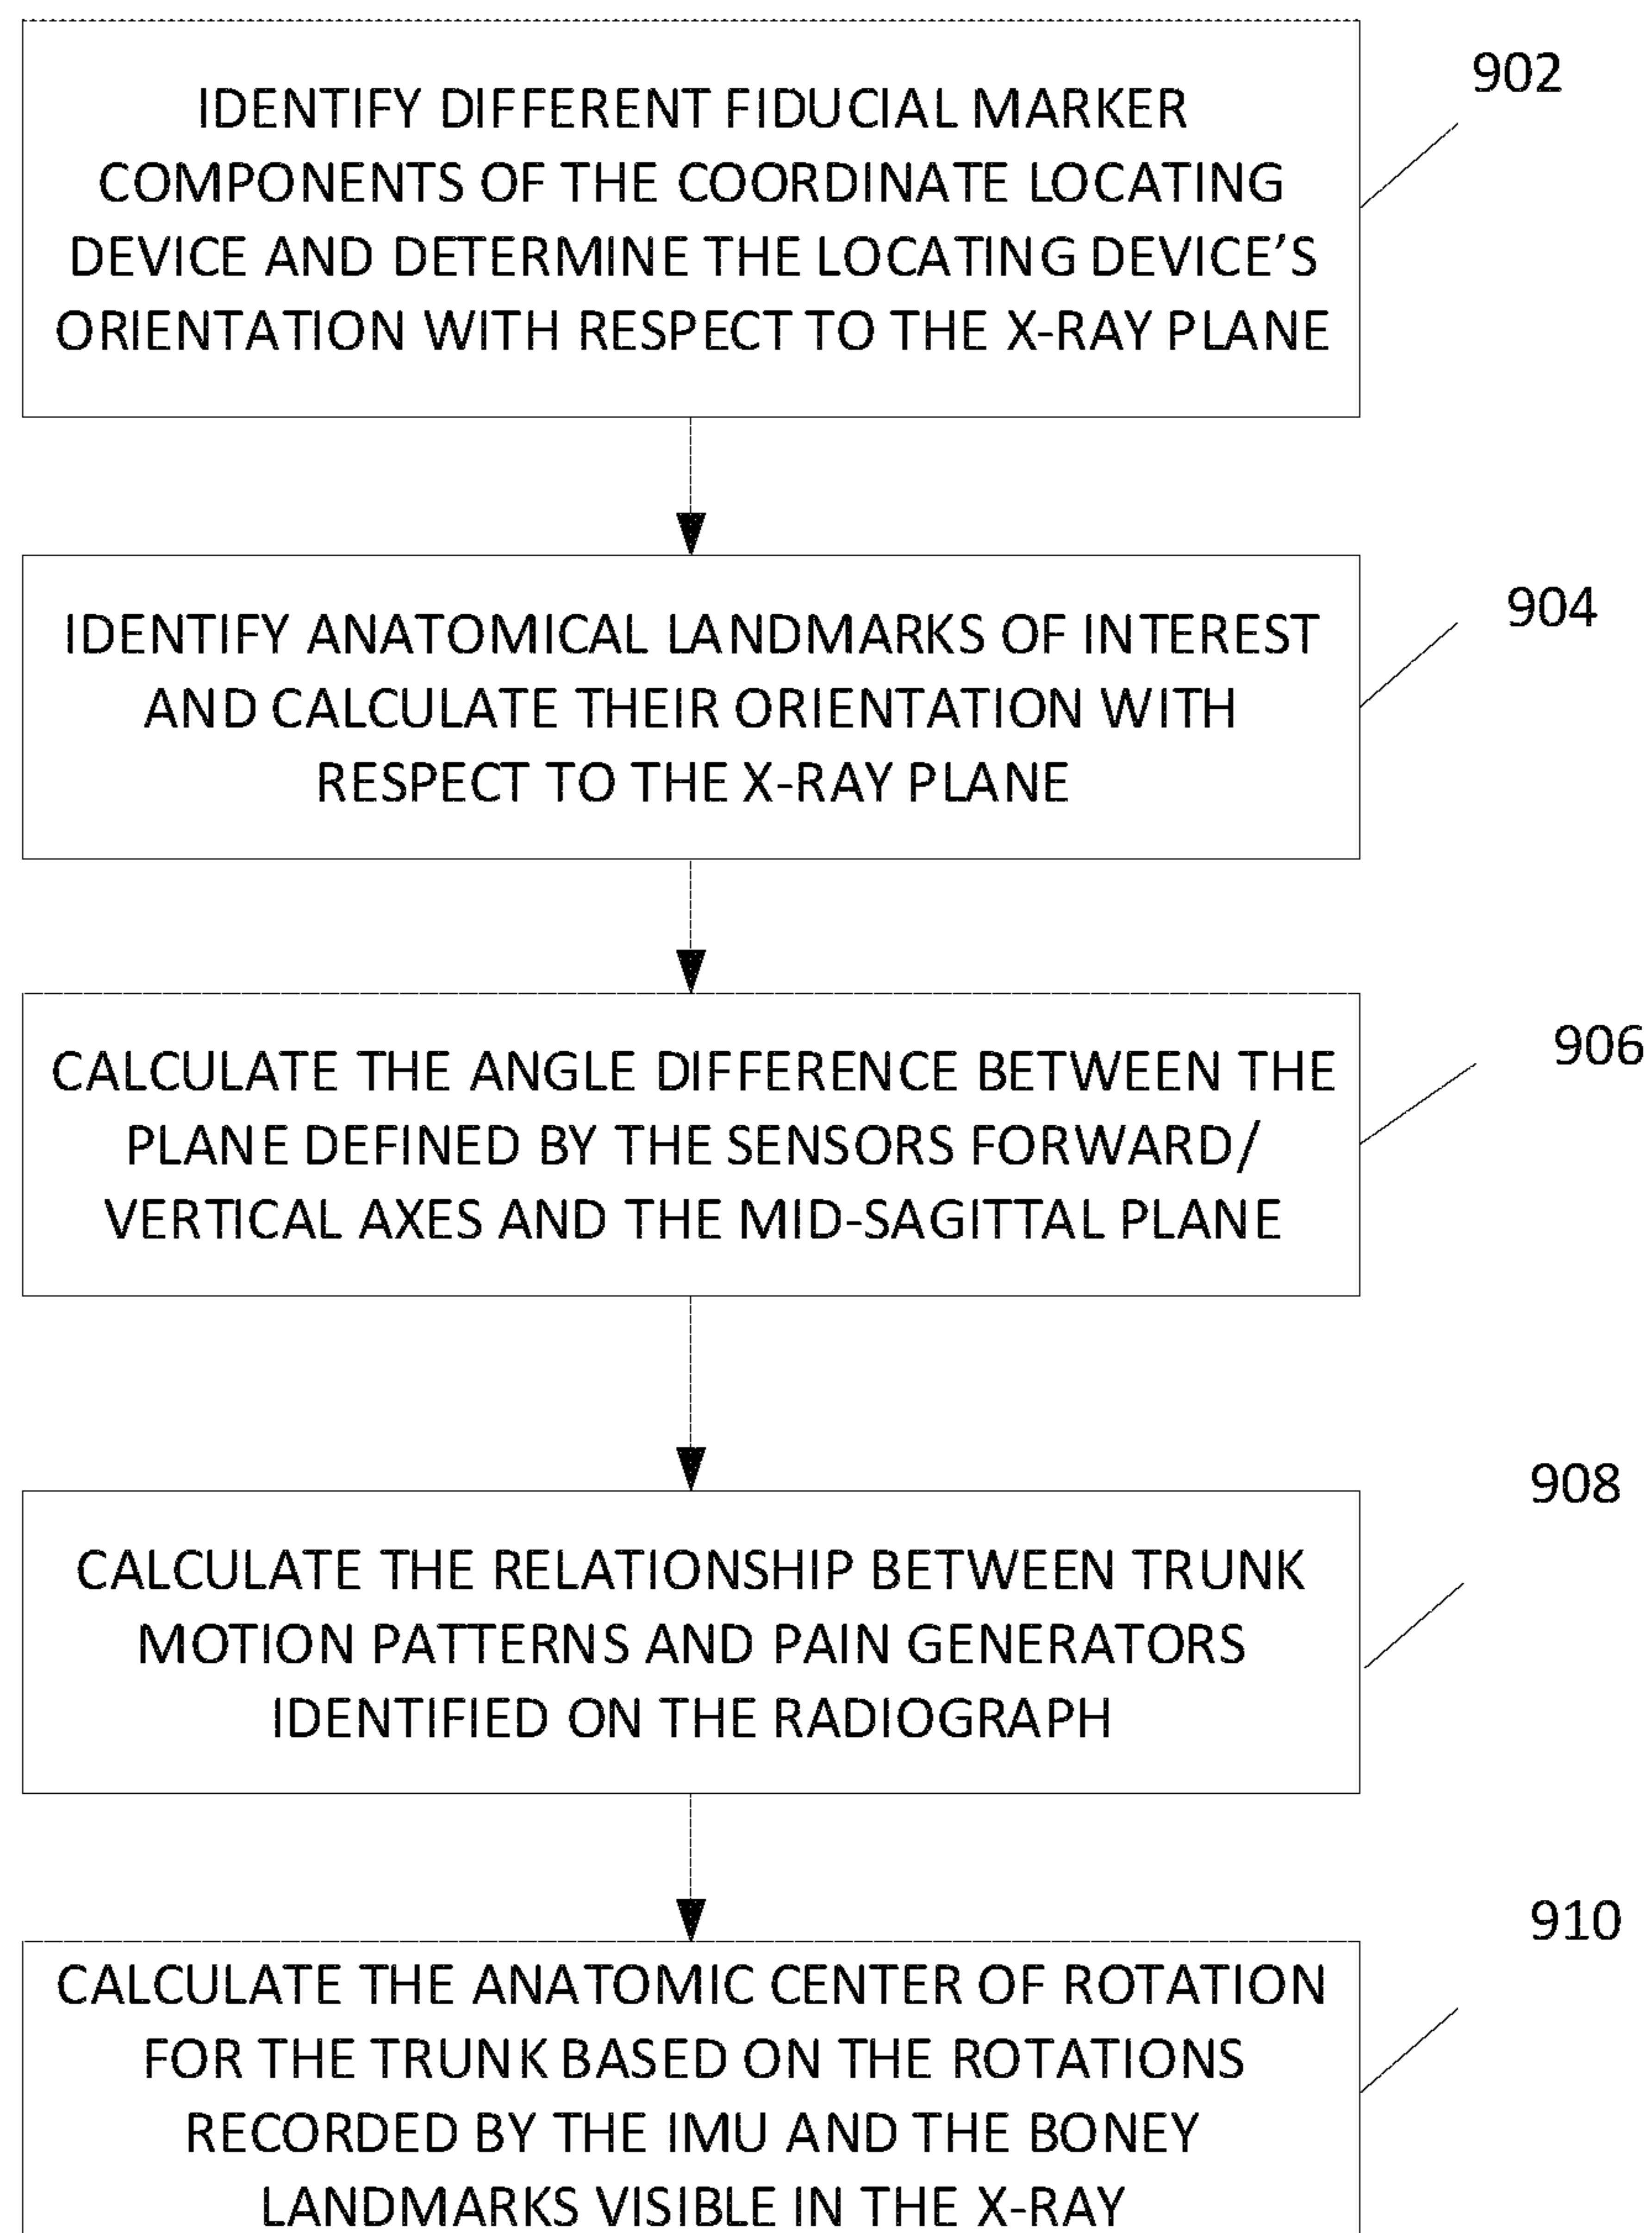 IDENTIFY DIFFERENT FIDUCIAL MARKER
COMPONENTS OF THE COORDINATE LOCATING
DEVICE AND DETERMINE THE LOCATING DEVICE’S
ORIENTATION WITH RESPECT TO THE X-RAY PLANE
902
IDENTIFY ANATOMICAL LANDMARKS OF INTEREST
AND CALCULATE THEIR ORIENTATION WITH
RESPECT TO THE X-RAY PLANE
904
CALCULATE THE ANGLE DIFFERENCE BETWEEN THE
PLANE DEFINED BY THE SENSORS FORWARD/
VERTICAL AXES AND THE MID-SAGITTAL PLANE
906
CALCULATE THE RELATIONSHIP BETWEEN TRUNK
MOTION PATTERNS AND PAIN GENERATORS
IDENTIFIED ON THE RADIOGRAPH
908
CALCULATE THE ANATOMIC CENTER OF ROTATION
FOR THE TRUNK BASED ON THE ROTATIONS
RECORDED BY THE IMU AND THE BONEY
LANDMARKS VISIBLE IN THE X-RAY
910